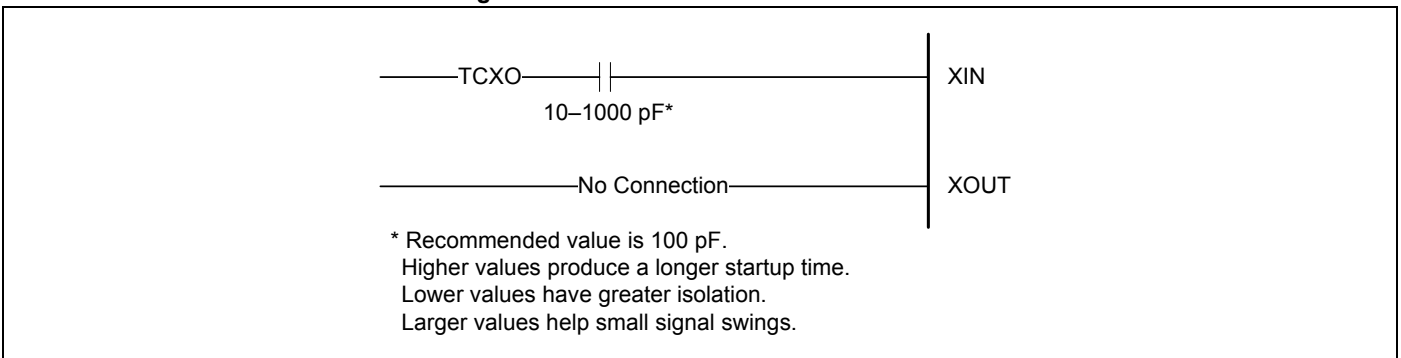 TCXO
XIN
10–1000 pF*
No Connection
XOUT
* Recommended value is 100 pF.
Higher values produce a longer startup time.
Lower values have greater isolation.
Larger values help small signal swings.